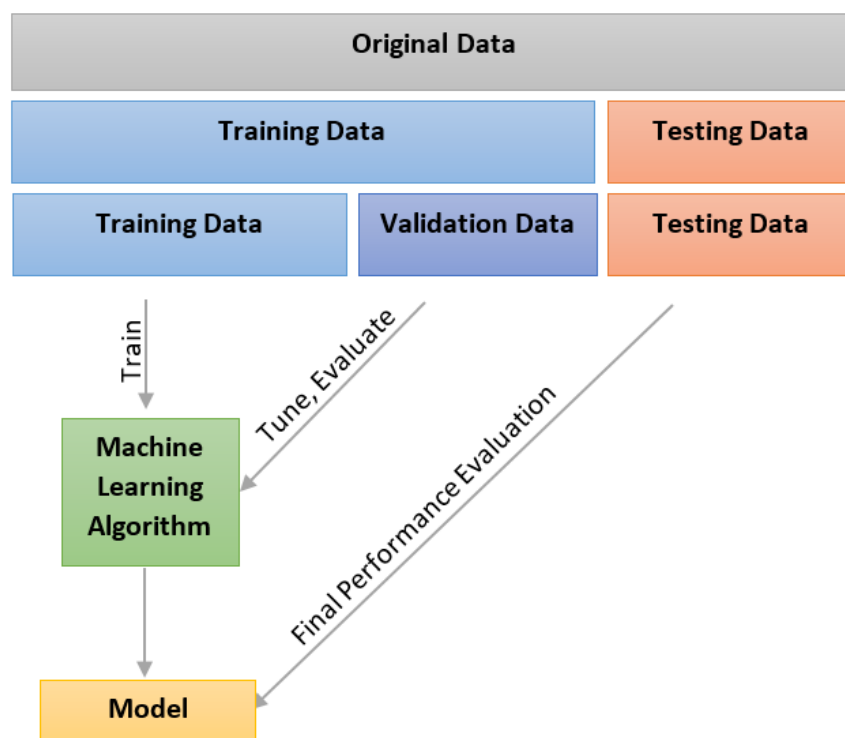 Original Data
Training Data
Testing Data
Training Data
Validation Data
Testing Data
Train
Tune, Evaluate
Final Performance Evaluation
Machine
Learning
Algorithm
Model